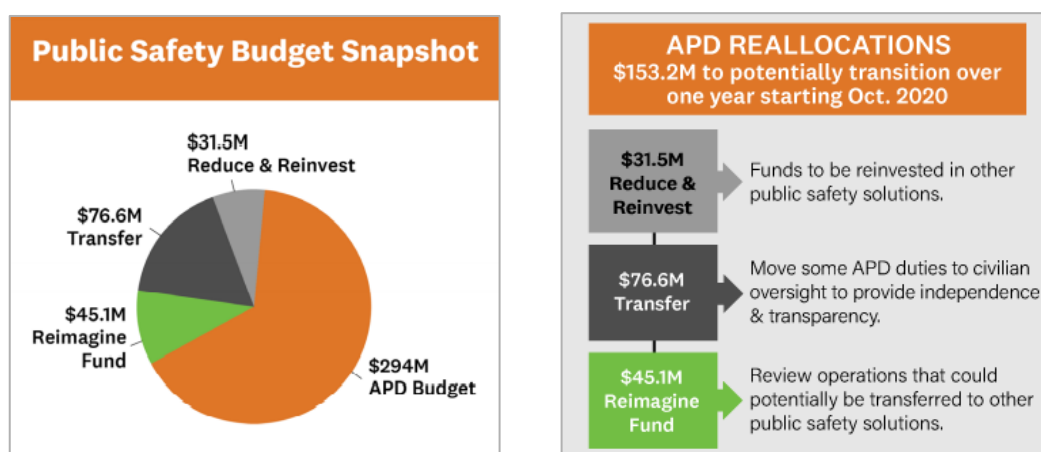 Public Safety Budget Snapshot
$31.5M
Reduce & Reinvest
$76.6M
Transfer
$45.1M
Reimagine
Fund
$294M
APD Budget
APD REALLOCATIONS
$153.2M to potentially transition over
one year starting Oct. 2020
$31.5M
Reduce &
Reinvest
Funds to be reinvested in other
public safety solutions.
$76.6M
Transfer
Move some APD duties to civilian
oversight to provide independence
& transparency.
$45.1M
Reimagine
Fund
Review operations that could
potentially be transferred to other
public safety solutions.